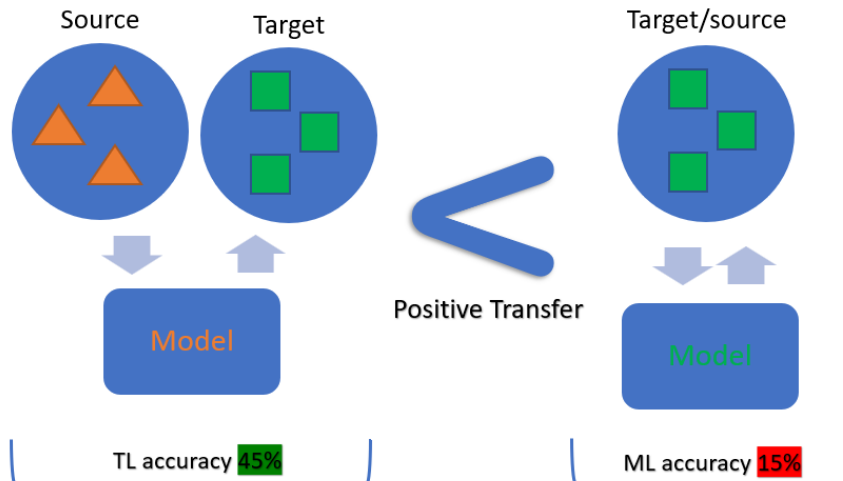 Source
Target
Target/source
Positive Transfer
Model
Model
TL accuracy 45%
ML accuracy 15%